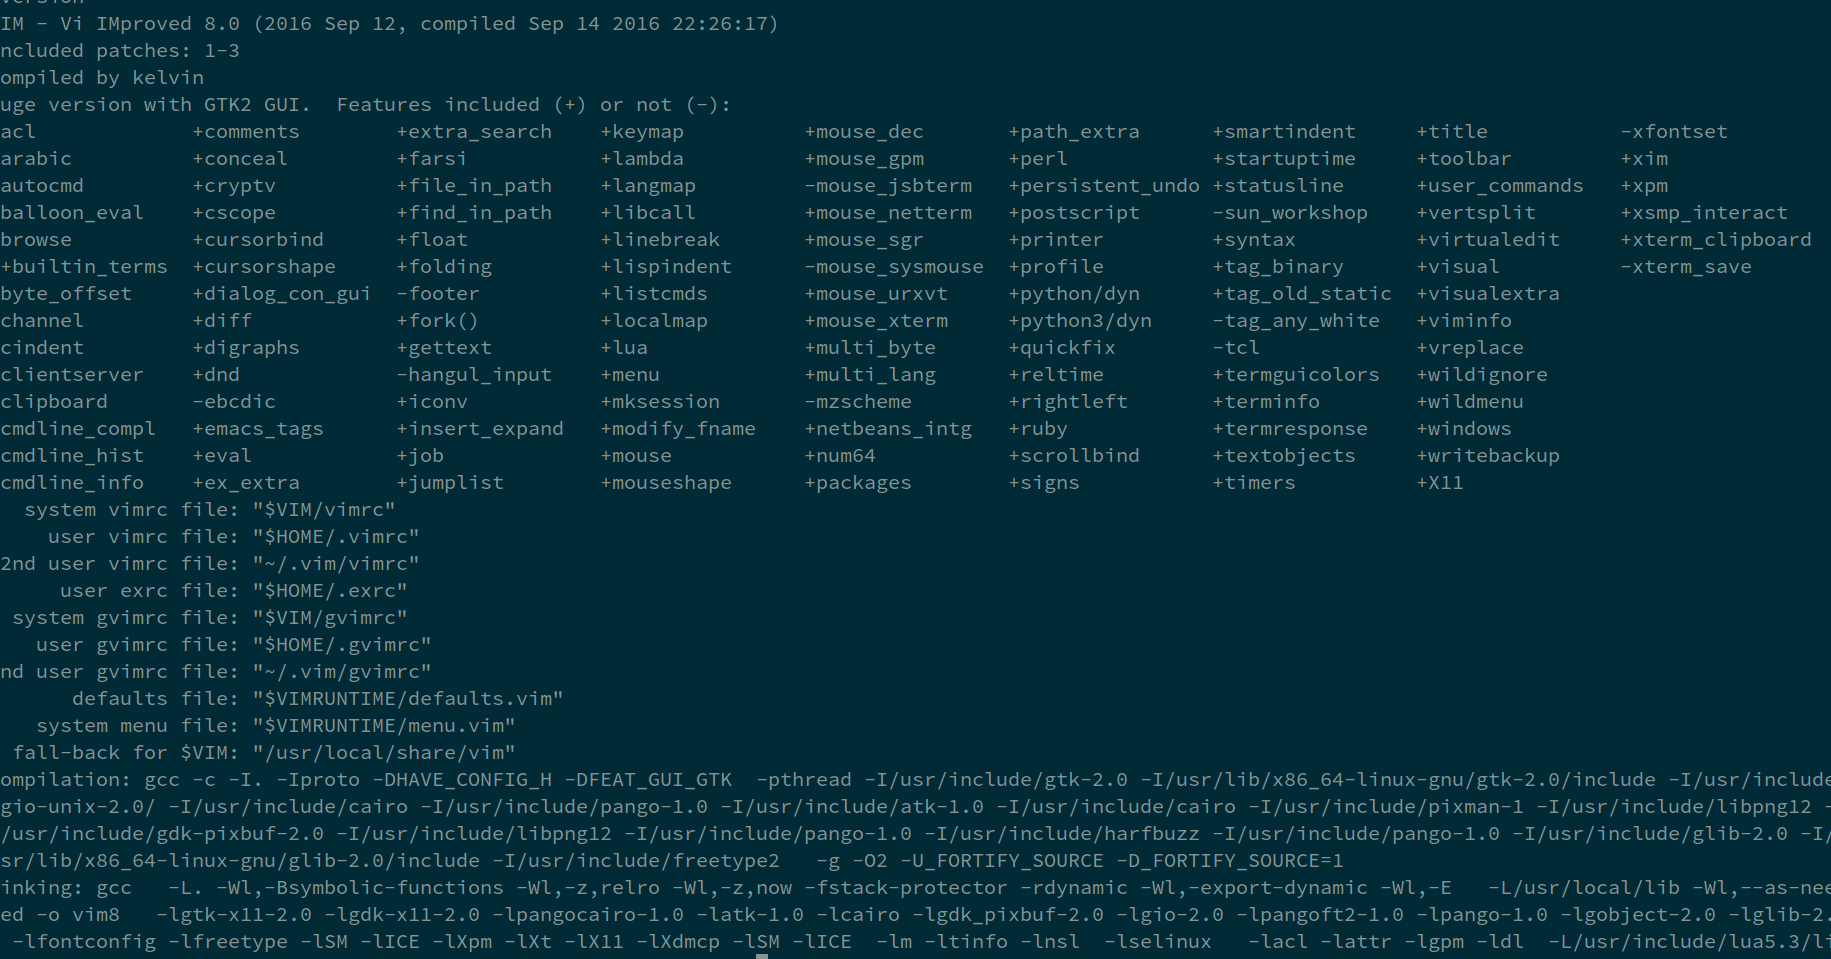 version
IM - Vi IMproved 8.0 (2016 Sep 12, compiled Sep 14 2016 22:26:17)
ncluded patches: 1-3
ompiled by kelvin
uge version with GTK2 GUI.  Features included (+) or not (-):
acl             +comments        +extra_search    +keymap          +mouse_dec       +path_extra      +smartindent     +title           -xfontset
arabic          +conceal         +farsi           +lambda          +mouse_gpm       +perl            +startuptime     +toolbar         +xim
autocmd         +cryptv          +file_in_path    +langmap         -mouse_jsbterm   +persistent_undo +statusline      +user_commands   +xpm
balloon_eval    +cscope          +find_in_path    +libcall         +mouse_netterm   +postscript      -sun_workshop    +vertsplit       +xsmp_interact
browse          +cursorbind      +float           +linebreak       +mouse_sgr       +printer         +syntax          +virtualedit     +xterm_clipboard
+builtin_terms  +cursorshape     +folding         +lispindent      -mouse_sysmouse  +profile         +tag_binary      +visual          -xterm_save
byte_offset     +dialog_con_gui  -footer          +listcmds        +mouse_urxvt     +python/dyn      +tag_old_static  +visualextra
channel         +diff            +fork()          +localmap        +mouse_xterm     +python3/dyn     -tag_any_white   +viminfo
cindent         +digraphs        +gettext         +lua             +multi_byte      +quickfix        -tcl             +vreplace
clientserver    +dnd             -hangul_input    +menu            +multi_lang      +reltime         +termguicolors   +wildignore
clipboard       -ebcdic          +iconv           +mksession       -mzscheme        +rightleft       +terminfo        +wildmenu
cmdline_compl   +emacs_tags      +insert_expand   +modify_fname    +netbeans_intg   +ruby            +termresponse    +windows
cmdline_hist    +eval            +job             +mouse           +num64           +scrollbind      +textobjects     +writebackup
cmdline_info    +ex_extra        +jumplist        +mouseshape      +packages        +signs           +timers          +X11
  system vimrc file: "$VIM/vimrc"
    user vimrc file: "$HOME/.vimrc"
2nd user vimrc file: "~/.vim/vimrc"
     user exrc file: "$HOME/.exrc"
 system gvimrc file: "$VIM/gvimrc"
   user gvimrc file: "$HOME/.gvimrc"
nd user gvimrc file: "~/.vim/gvimrc"
      defaults file: "$VIMRUNTIME/defaults.vim"
   system menu file: "$VIMRUNTIME/menu.vim"
 fall-back for $VIM: "/usr/local/share/vim"
ompilation: gcc -c -I. -Iproto -DHAVE_CONFIG_H -DFEAT_GUI_GTK  -pthread -I/usr/include/gtk-2.0 -I/usr/lib/x86_64-linux-gnu/gtk-2.0/include -I/usr/include
gio-unix-2.0/ -I/usr/include/cairo -I/usr/include/pango-1.0 -I/usr/include/atk-1.0 -I/usr/include/cairo -I/usr/include/pixman-1 -I/usr/include/libpng12 -
/usr/include/gdk-pixbuf-2.0 -I/usr/include/libpng12 -I/usr/include/pango-1.0 -I/usr/include/harfbuzz -I/usr/include/pango-1.0 -I/usr/include/glib-2.0 -I/
sr/lib/x86_64-linux-gnu/glib-2.0/include -I/usr/include/freetype2   -g -O2 -U_FORTIFY_SOURCE -D_FORTIFY_SOURCE=1
inking: gcc   -L. -Wl,-Bsymbolic-functions -Wl,-z,relro -Wl,-z,now -fstack-protector -rdynamic -Wl,-export-dynamic -Wl,-E   -L/usr/local/lib -Wl,--as-nee
ed -o vim8   -lgtk-x11-2.0 -lgdk-x11-2.0 -lpangocairo-1.0 -latk-1.0 -lcairo -lgdk_pixbuf-2.0 -lgio-2.0 -lpangoft2-1.0 -lpango-1.0 -lgobject-2.0 -lglib-2.
 -lfontconfig -lfreetype -lSM -lICE -lXpm -lXt -lX11 -lXdmcp -lSM -lICE  -lm -ltinfo -lnsl  -lselinux   -lacl -lattr -lgpm -ldl  -L/usr/include/lua5.3/li